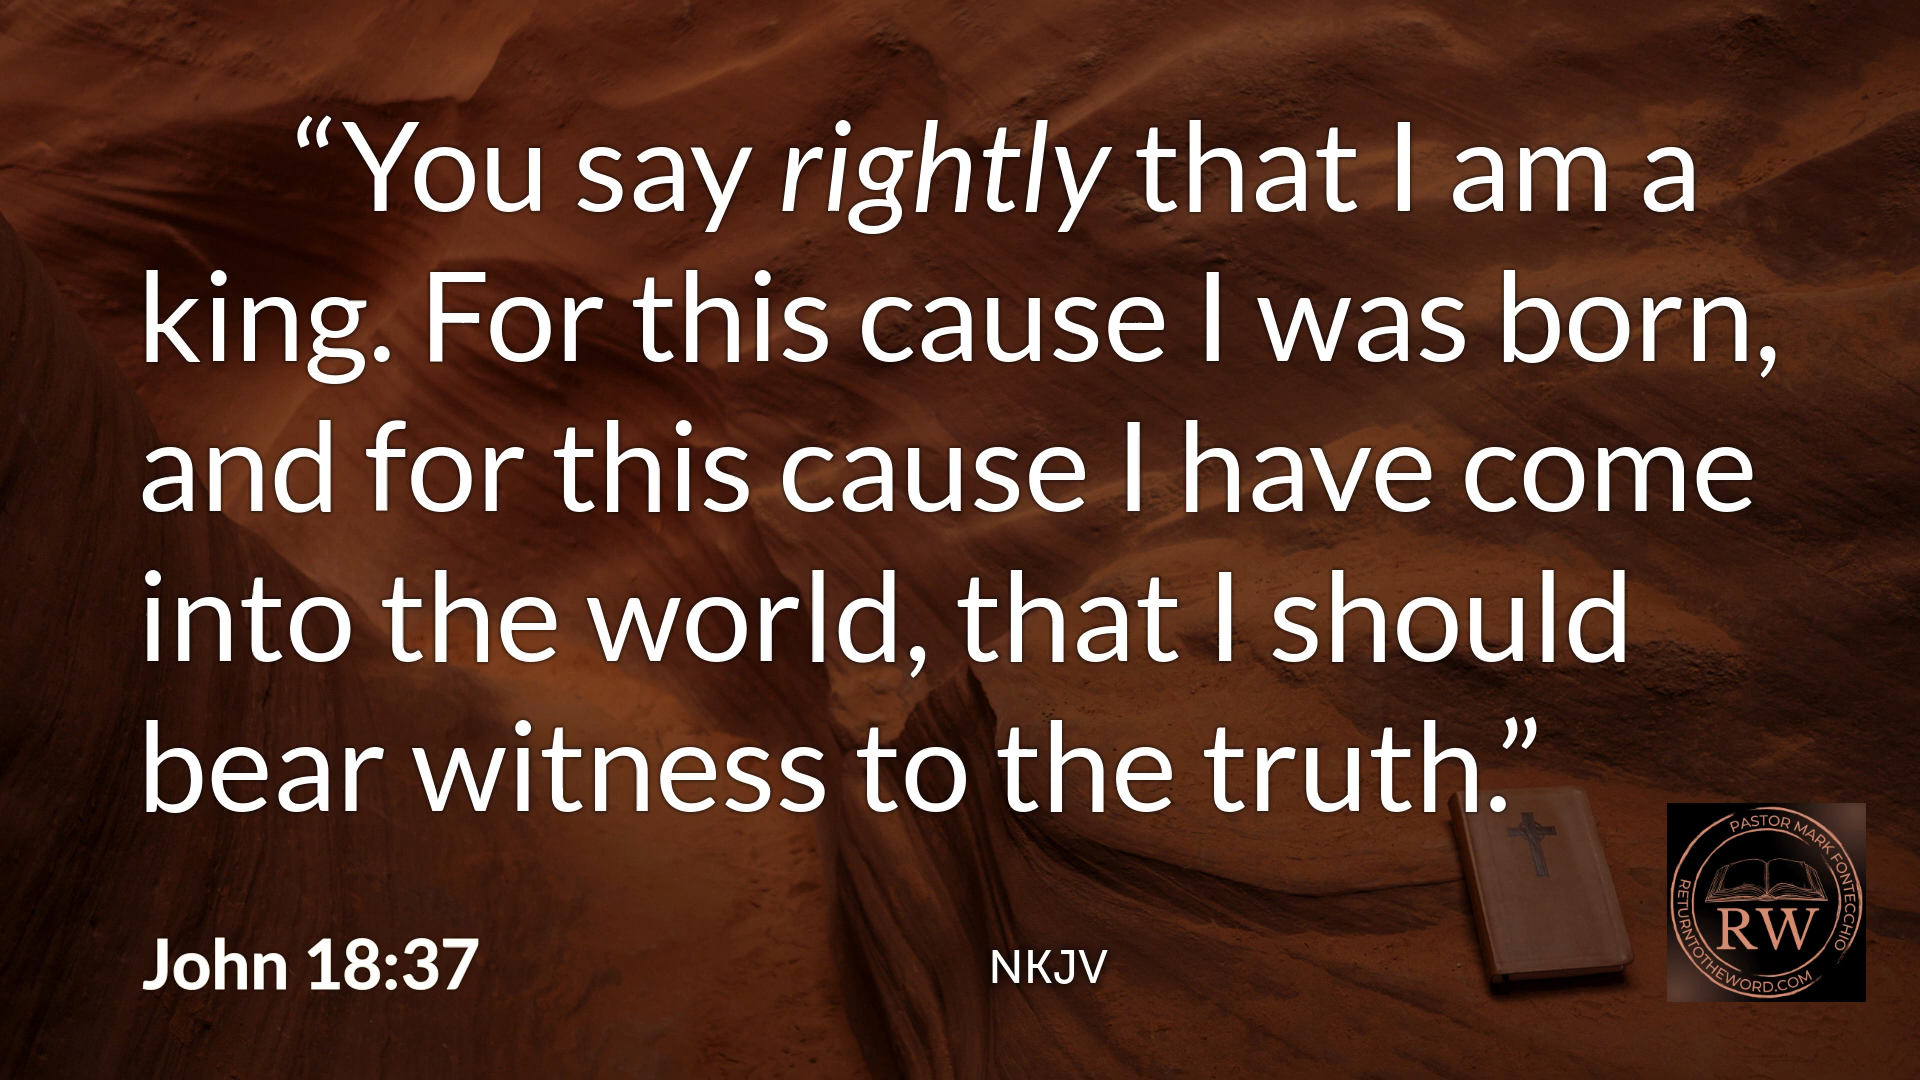 “You say rightly that I am a
king. For this cause I was born,
and for this cause I have come
into the world, that I should
bear witness to the truth.”
John 18:37
NKJV
PASTOR MARK FONTECCHIO
RW
RETURNTOTHEWORD.COM